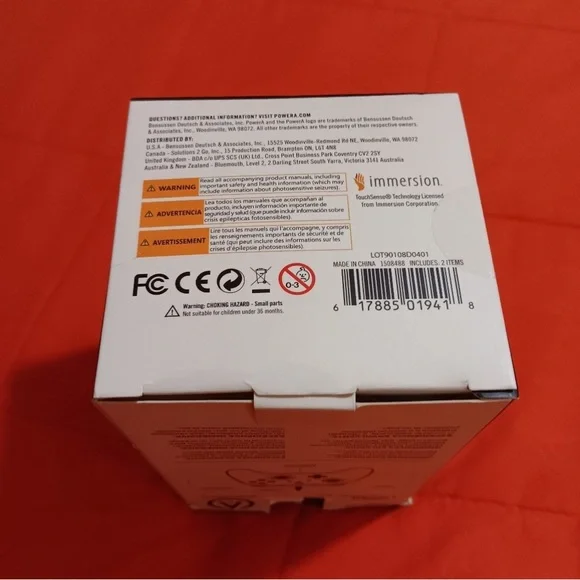 QUESTIONS? ADDITIONAL INFORMATION? VISIT POWERA.COM
Bensussen Deutsch & Associates, Inc. PowerA and the PowerA logo are trademarks of Bensussen Deutsch
& Associates, Inc. Woodinville, WA 98072. All other trademarks are the property of their respective owners.
DISTRIBUTED BY:
U.S.A - Bensussen Deutsch & Associates, Inc., 15525 Woodinville-Redmond Rd NE, Woodinville, WA 98072
Canada - Solutions 2 Go, Inc., 15 Production Road, Brampton ON, L6T 4N8
United Kingdom - BDA c/o UPS SCS (UK) Ltd., Cross Point Business Park Coventry CV2 2SY
Australia & New Zealand - Bluemouth, Level 2, 2 Darling Street South Yarra, Victoria 3141 Australia
WARNING
Read all accompanying product manuals, including
important safety and health information (which may
include information about photosensitive seizures).
ADVERTENCIA
Lea todos los manuales que acompañan al
producto, incluyen información importante de
seguridad y salud (que puede incluir información sobre
crisis epilépticas fotosensibles).
AVERTISSEMENT
Lire tous les manuels qui l'accompagne, y compris
les renseignements importants de sécurité et de
santé (qui peut inclure des informations sur les
crises d'épilepsie photosensibles).
immersion
TouchSense® Technology Licensed
from Immersion Corporation.
FC CE 0-3
Warning: CHOKING HAZARD - Small parts
Not suitable for children under 36 months.
LOT90108D0401
MADE IN CHINA 1508488 INCLUDES: 2 ITEMS
6 17885 01941 8